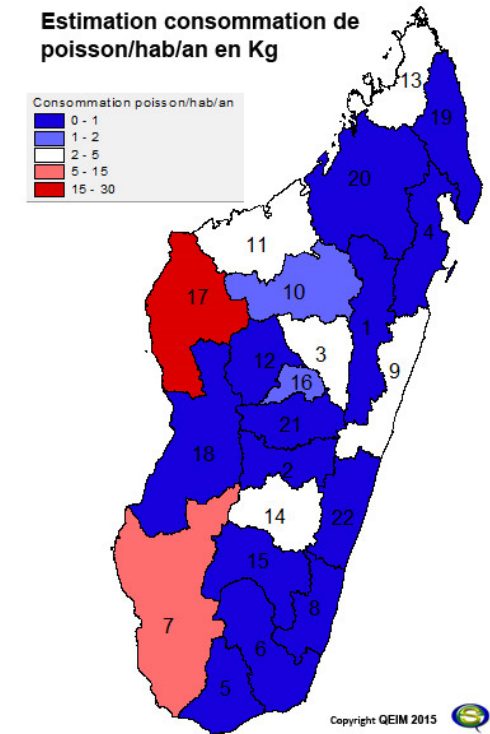 Estimation consommation de
poisson/hab/an en Kg
Consommation poisson/hab/an
0 - 1
1 - 2
2 - 5
5 - 15
15 - 30
13
19
20
4
11
10
17
1
3
9
12
16
21
18
2
14
22
15
8
7
6
5
Copyright QEIM 2015